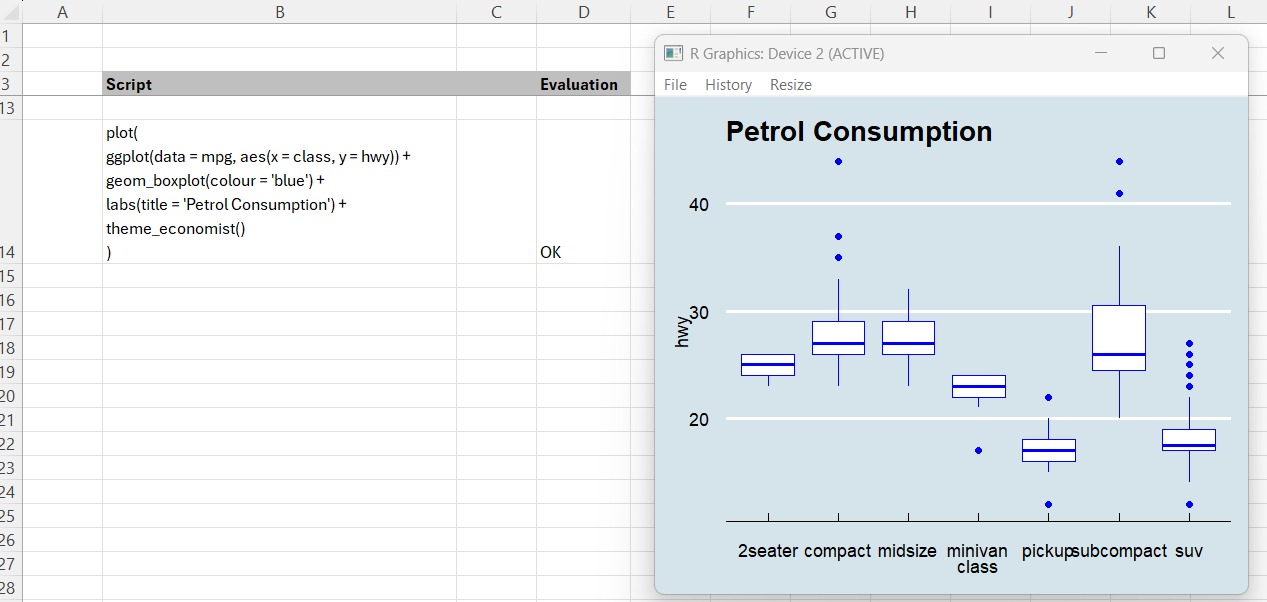 A B C D E F G H I J K L
1
2
3 Script Evaluation
13
plot(
ggplot(data = mpg, aes(x = class, y = hwy)) +
geom_boxplot(colour = 'blue') +
labs(title = 'Petrol Consumption') +
theme_economist()
14 ) OK
15
16
17
18
19
20
21
22
23
24
25
26
27
28
R Graphics: Device 2 (ACTIVE)
File History Resize
Petrol Consumption
40
30
20
hwy
2seater compact midsize minivan pickup subcompact suv
class